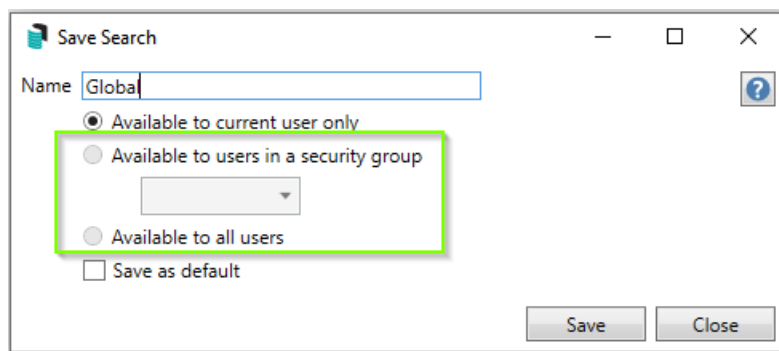 Save Search
Name Global
Available to current user only
Available to users in a security group
Available to all users
Save as default
Save Close